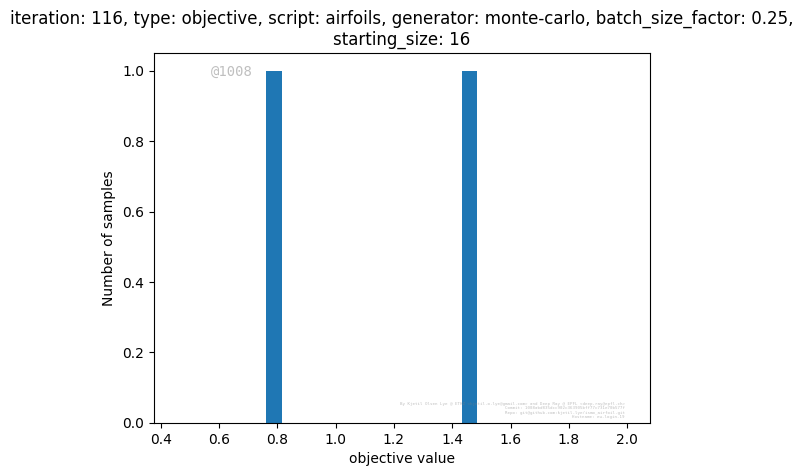 iteration: 116, type: objective, script: airfoils, generator: monte-carlo, batch_size_factor: 0.25,
starting_size: 16
@1008
1.0
0.8
0.6
0.4
0.2
0.0
Number of samples
0.4 0.6 0.8 1.0 1.2 1.4 1.6 1.8 2.0
objective value